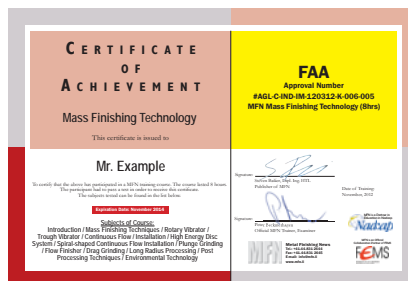 CERTIFICATE
OF
ACHIEVEMENT
Mass Finishing Technology
This certificate is issued to
Mr. Example
To certify that the above has participated in a MFN training course. The course lasted 8 hours.
The participant had to pass a test in order to receive this certificate.
The subjects tested can be found in the list below.
Expiration Date: November 2014
Subjects of Course:
Introduction / Mass Finishing Techniques / Rotary Vibrator /
Trough Vibrator / Continuous Flow / Installation / High Energy Disc
System / Spiral-shaped Continuous Flow Installation / Plunge Grinding
/ Flow Finisher / Drag Grinding / Long Radius Processing / Post
Processing Techniques / Environmental Technology
FAA
Approval Number
#AGL-C-IND-IM-120312-K-006-005
MFN Mass Finishing Technology (8hrs)
Signature:
Publisher of MFN
Date of Training:
November, 2012
Signature:
Official MFN Trainer, Examiner
Nadcap
MFN
Metal Finishing News
FEMS